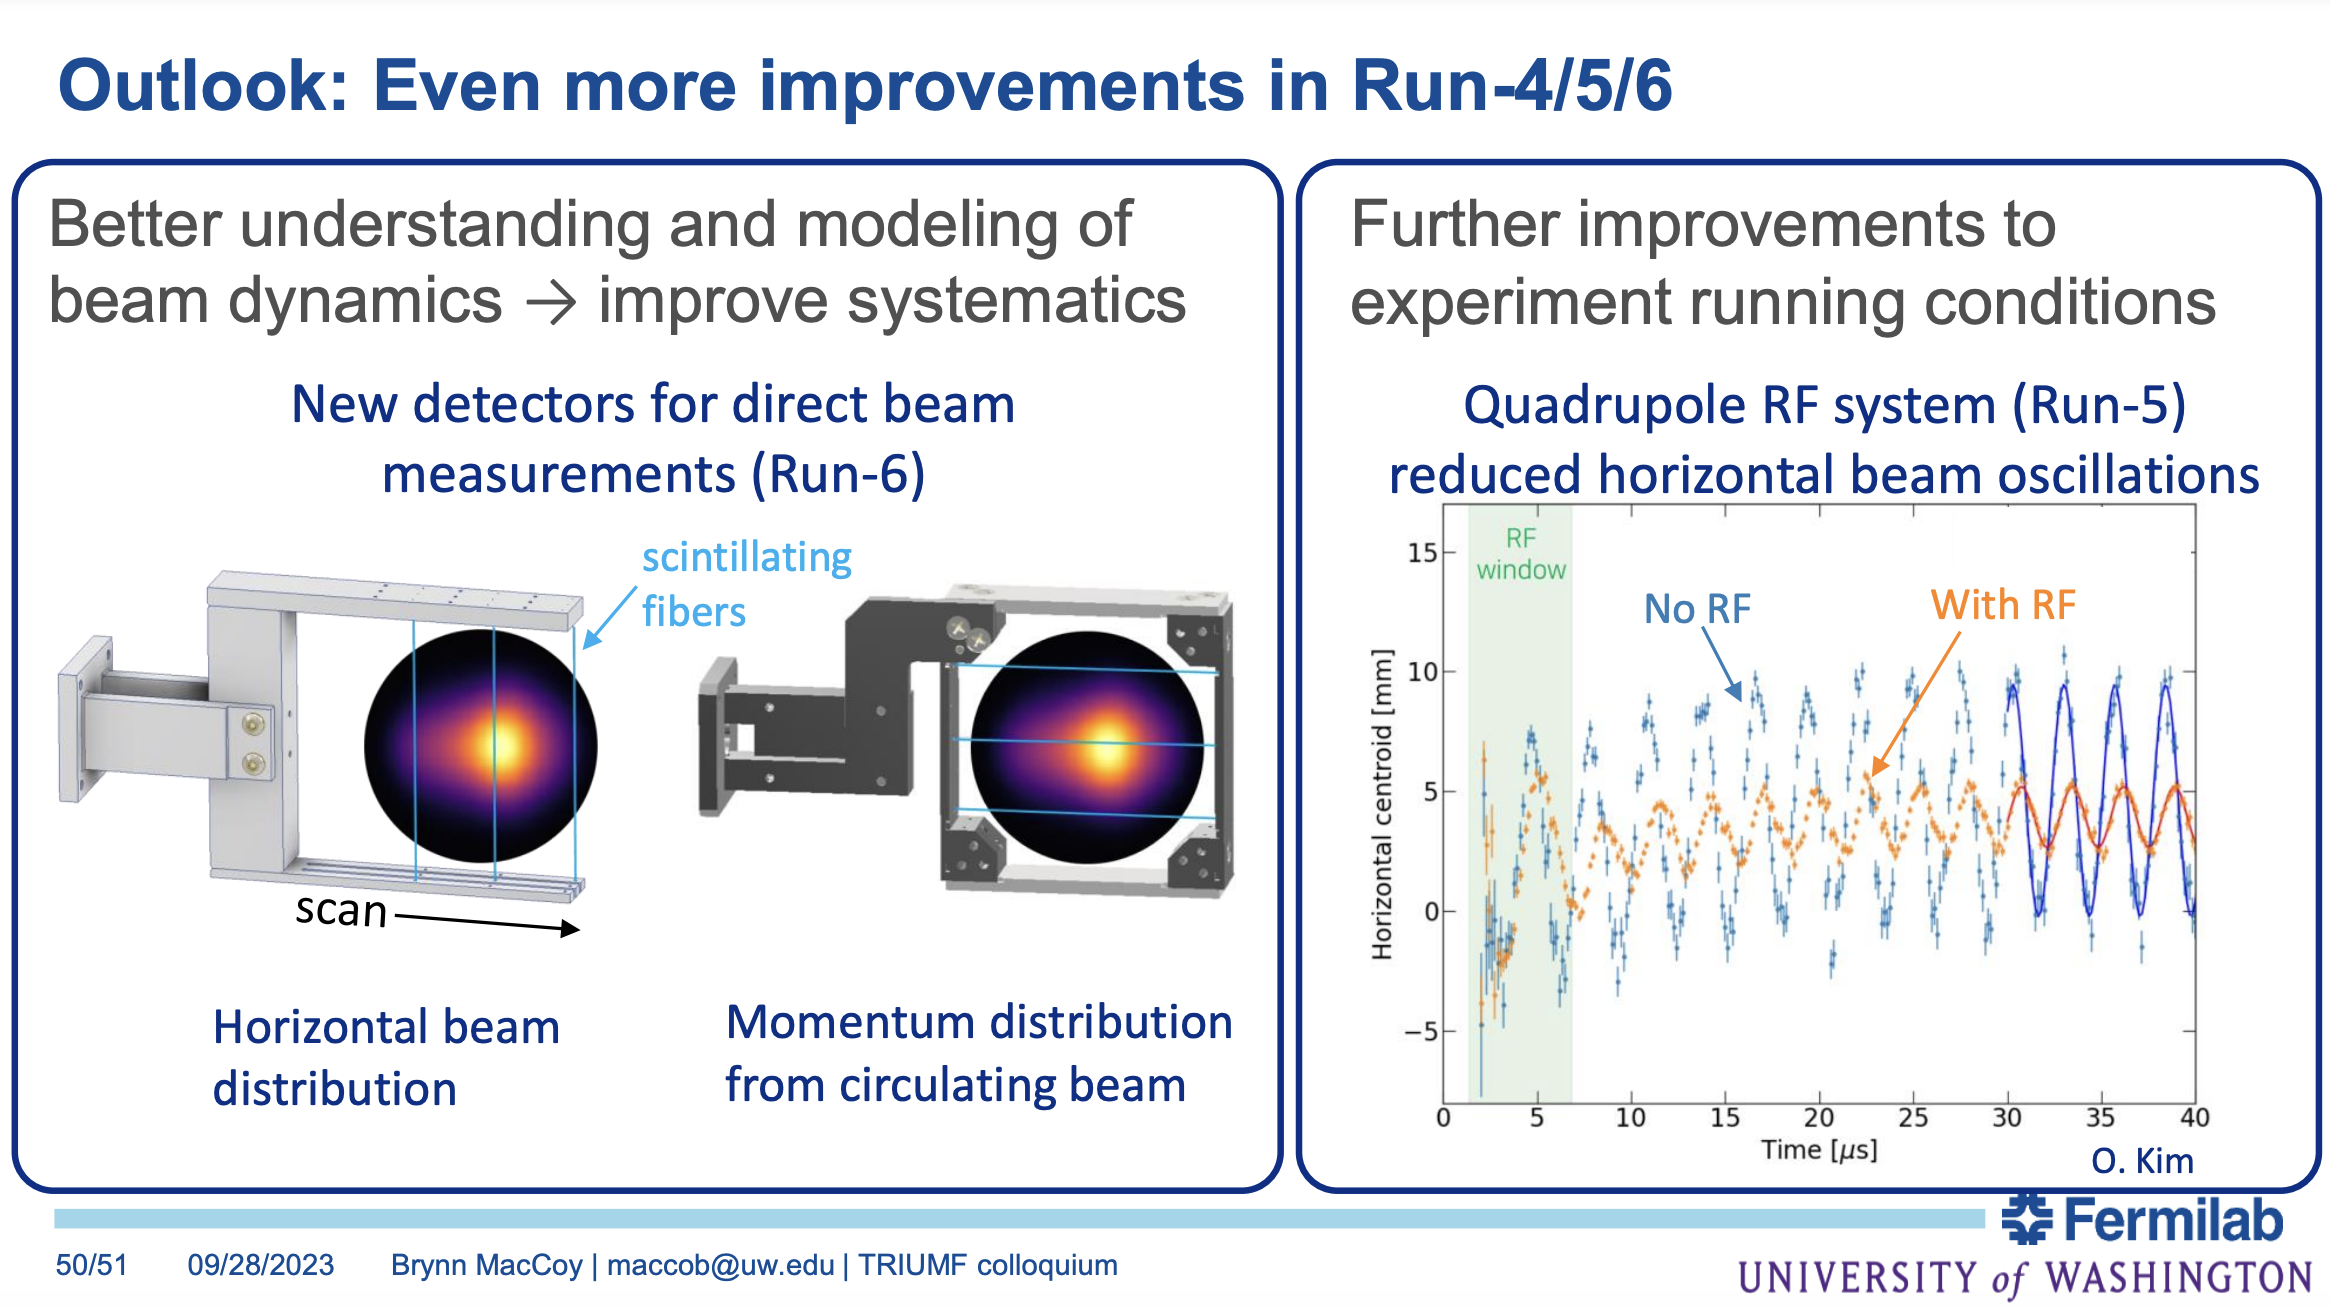 Outlook: Even more improvements in Run-4/5/6
Better understanding and modeling of
beam dynamics → improve systematics
New detectors for direct beam
measurements (Run-6)
scintillating
fibers
scan
Horizontal beam
distribution
Momentum distribution
from circulating beam
Further improvements to
experiment running conditions
Quadrupole RF system (Run-5)
reduced horizontal beam oscillations
RF
window
No RF
With RF
Horizontal centroid [mm]
15
10
5
0
−5
0 5 10 15 20 25 30 35 40
Time [μs]
O. Kim
Fermilab
50/51 09/28/2023 Brynn MacCoy | maccob@uw.edu | TRIUMF colloquium
UNIVERSITY of WASHINGTON